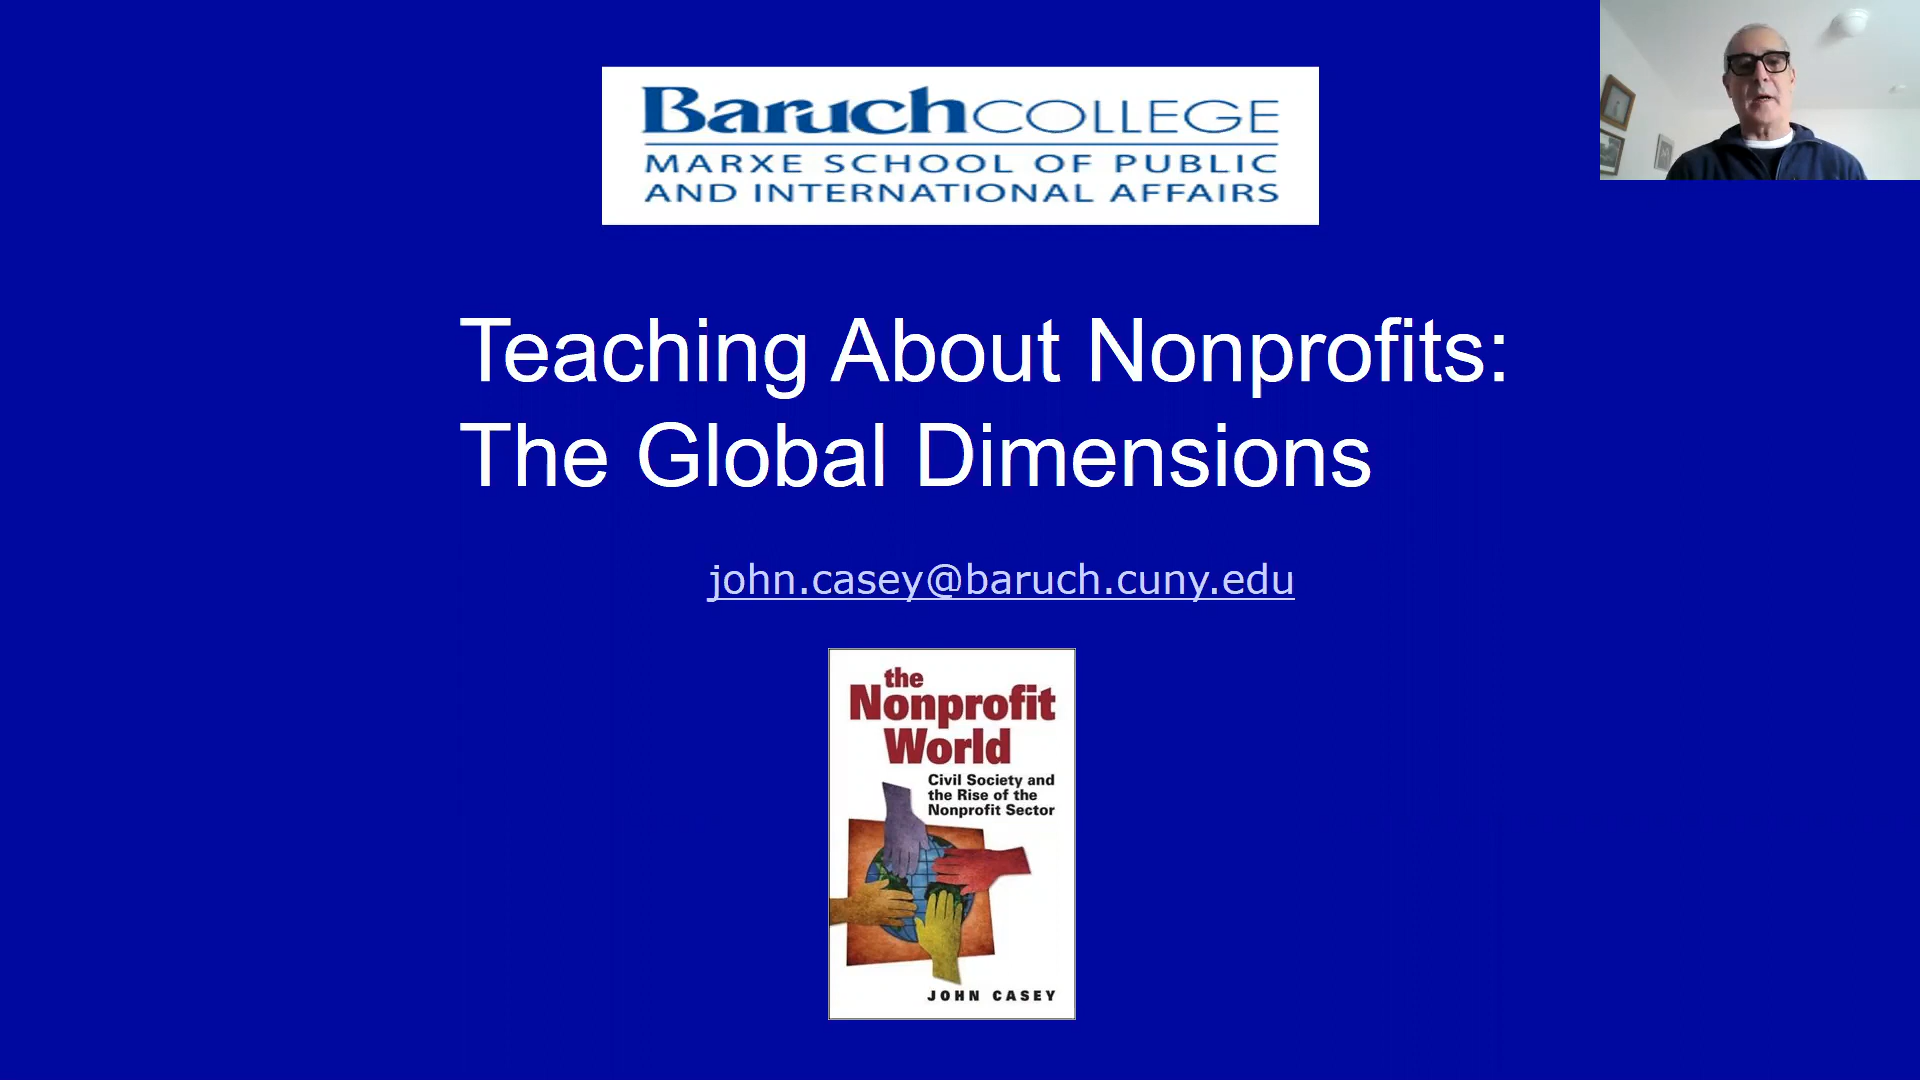 Baruch COLLEGE
MARXE SCHOOL OF PUBLIC
AND INTERNATIONAL AFFAIRS
Teaching About Nonprofits:
The Global Dimensions
john.casey@baruch.cuny.edu
the
Nonprofit
World
Civil Society and
the Rise of the
Nonprofit Sector
JOHN CASEY